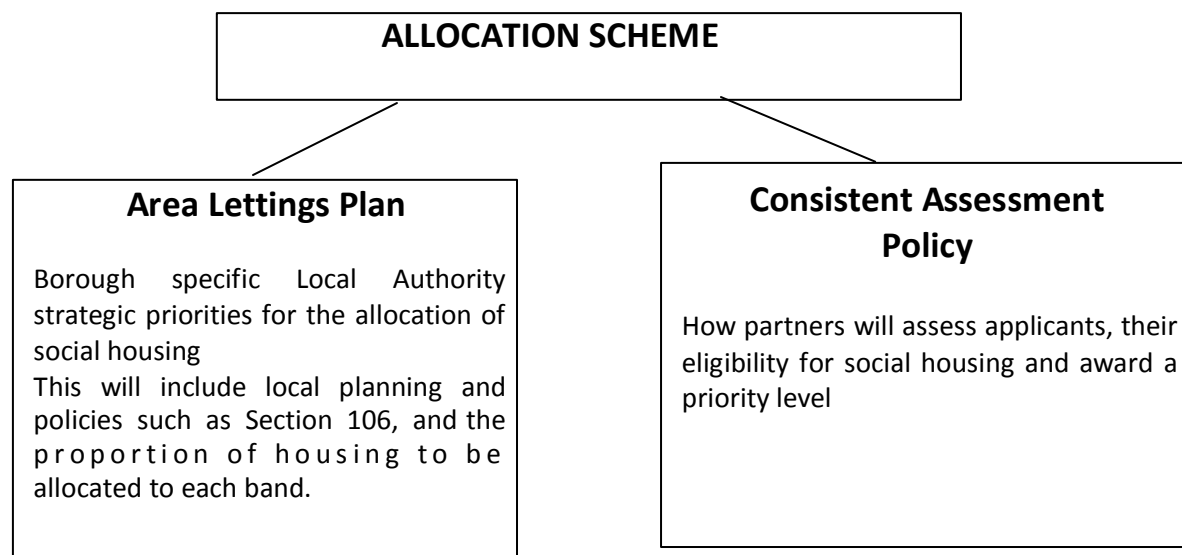 ALLOCATION SCHEME
Area Lettings Plan
Borough specific Local Authority
strategic priorities for the allocation of
social housing
This will include local planning and
policies such as Section 106, and the
proportion of housing to be
allocated to each band.
Consistent Assessment
Policy
How partners will assess applicants, their
eligibility for social housing and award a
priority level